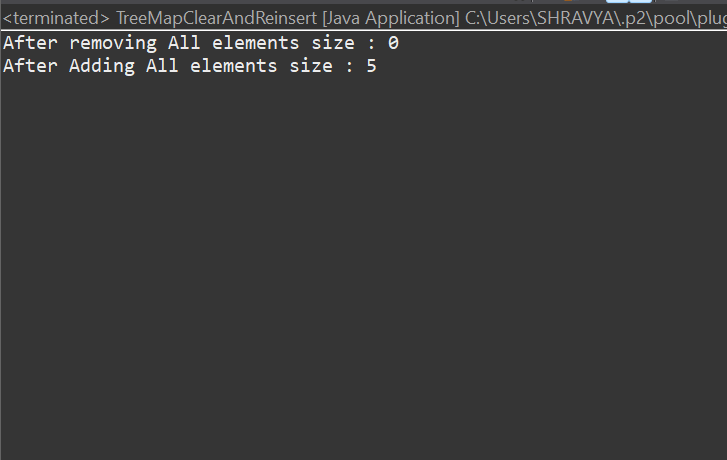 <terminated> TreeMapClearAndReinsert [Java Application] C:\Users\SHRAVYA\.p2\pool\plug
After removing All elements size : 0
After Adding All elements size : 5